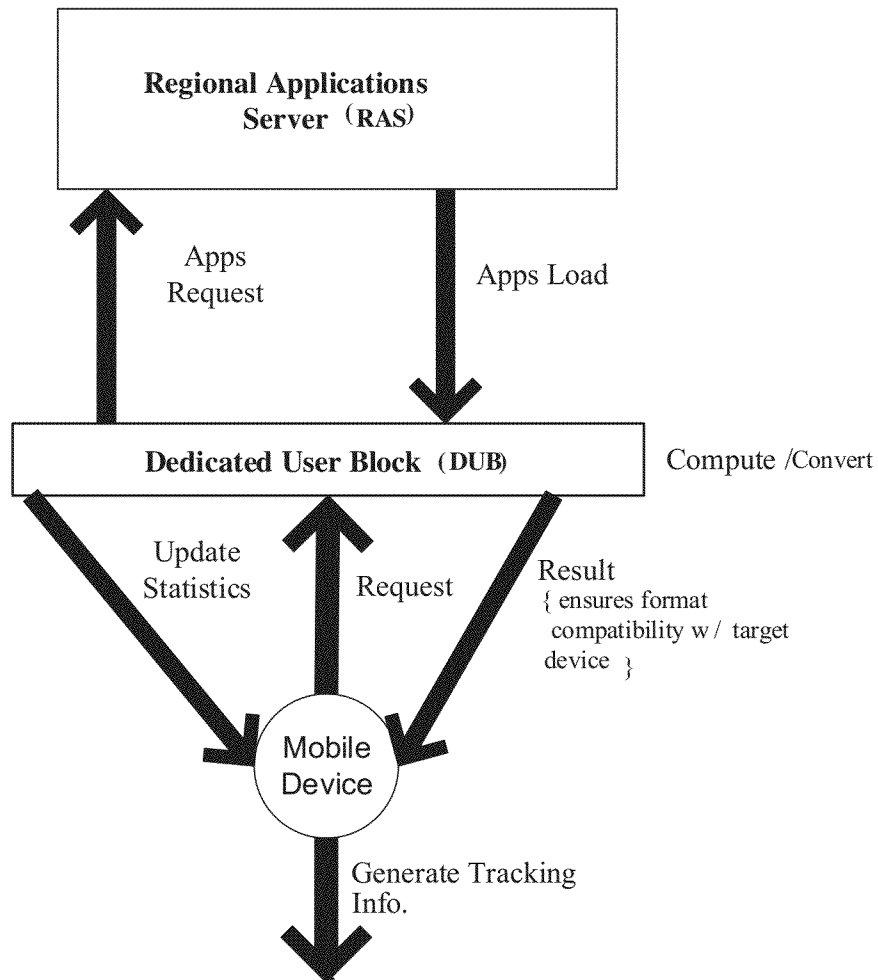 Regional Applications
Server (RAS)
Apps
Request
Apps Load
Dedicated User Block (DUB)
Compute /Convert
Update
Statistics
Request
Result
{ ensures format
compatibility w/ target
device }
Mobile
Device
Generate Tracking
Info.